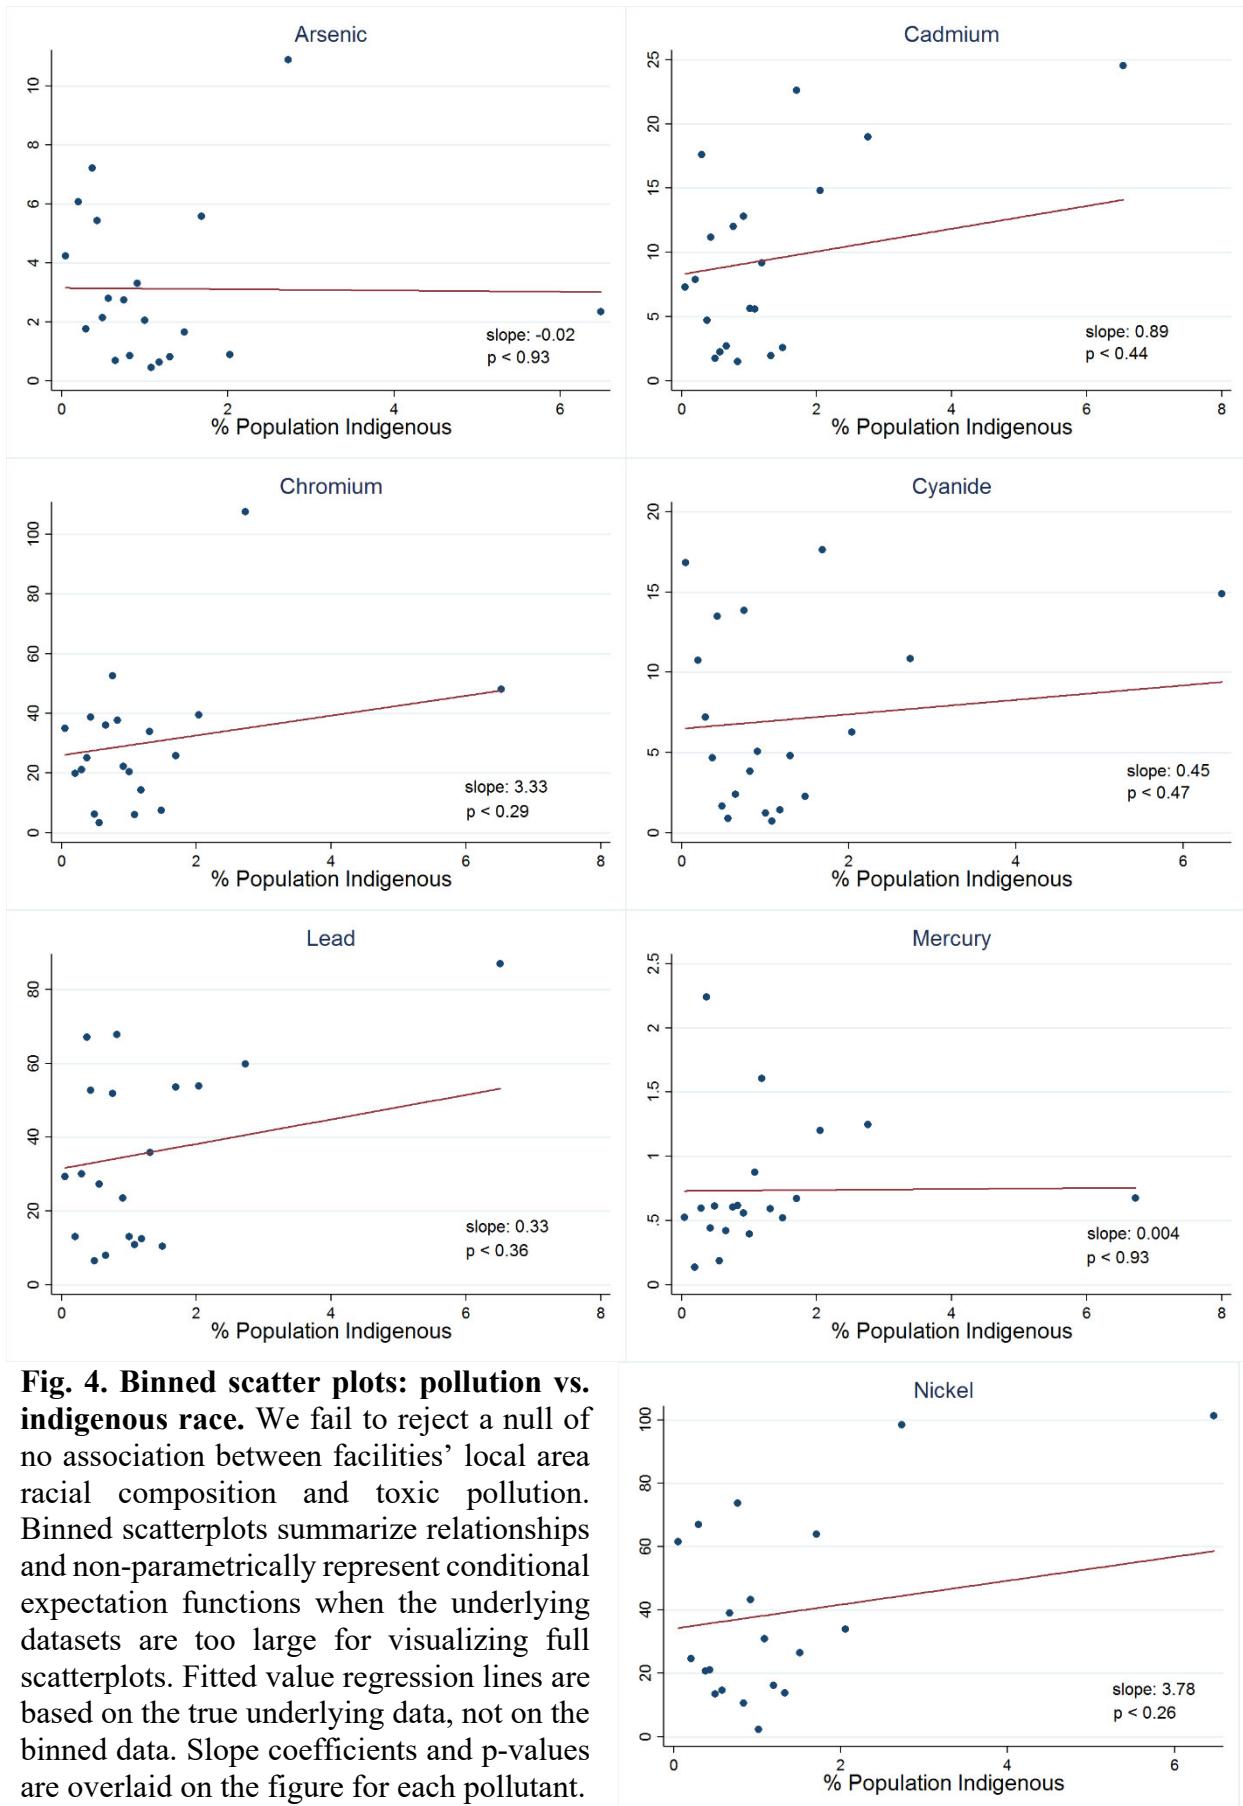 Arsenic
10
8
6
4
2
0
0 2 4 6
% Population Indigenous
slope: -0.02
p < 0.93
Cadmium
25
20
15
10
5
0
0 2 4 6 8
% Population Indigenous
slope: 0.89
p < 0.44
Chromium
100
80
60
40
20
0
0 2 4 6 8
% Population Indigenous
slope: 3.33
p < 0.29
Cyanide
20
15
10
5
0
0 2 4 6
% Population Indigenous
slope: 0.45
p < 0.47
Lead
80
60
40
20
0
0 2 4 6 8
% Population Indigenous
slope: 0.33
p < 0.36
Mercury
2.5
2
1.5
1
.5
0
0 2 4 6 8
% Population Indigenous
slope: 0.004
p < 0.93
Fig. 4. Binned scatter plots: pollution vs.
indigenous race. We fail to reject a null of
no association between facilities’ local area
racial composition and toxic pollution.
Binned scatterplots summarize relationships
and non-parametrically represent conditional
expectation functions when the underlying
datasets are too large for visualizing full
scatterplots. Fitted value regression lines are
based on the true underlying data, not on the
binned data. Slope coefficients and p-values
are overlaid on the figure for each pollutant.
Nickel
100
80
60
40
20
0
0 2 4 6
% Population Indigenous
slope: 3.78
p < 0.26